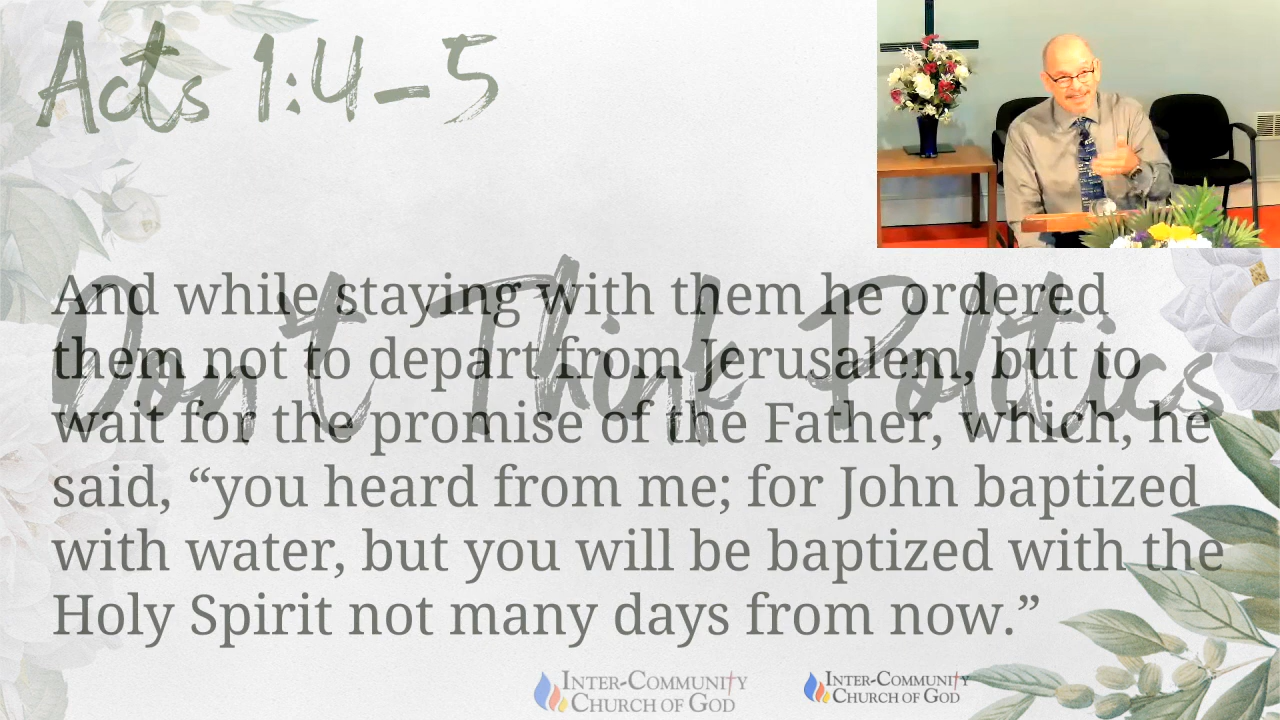 Acts 1:4-5
Don't Think Politics
And while staying with them he ordered
them not to depart from Jerusalem, but to
wait for the promise of the Father, which, he
said, “you heard from me; for John baptized
with water, but you will be baptized with the
Holy Spirit not many days from now.”
Inter-Community
Church of God
Inter-Community
Church of God